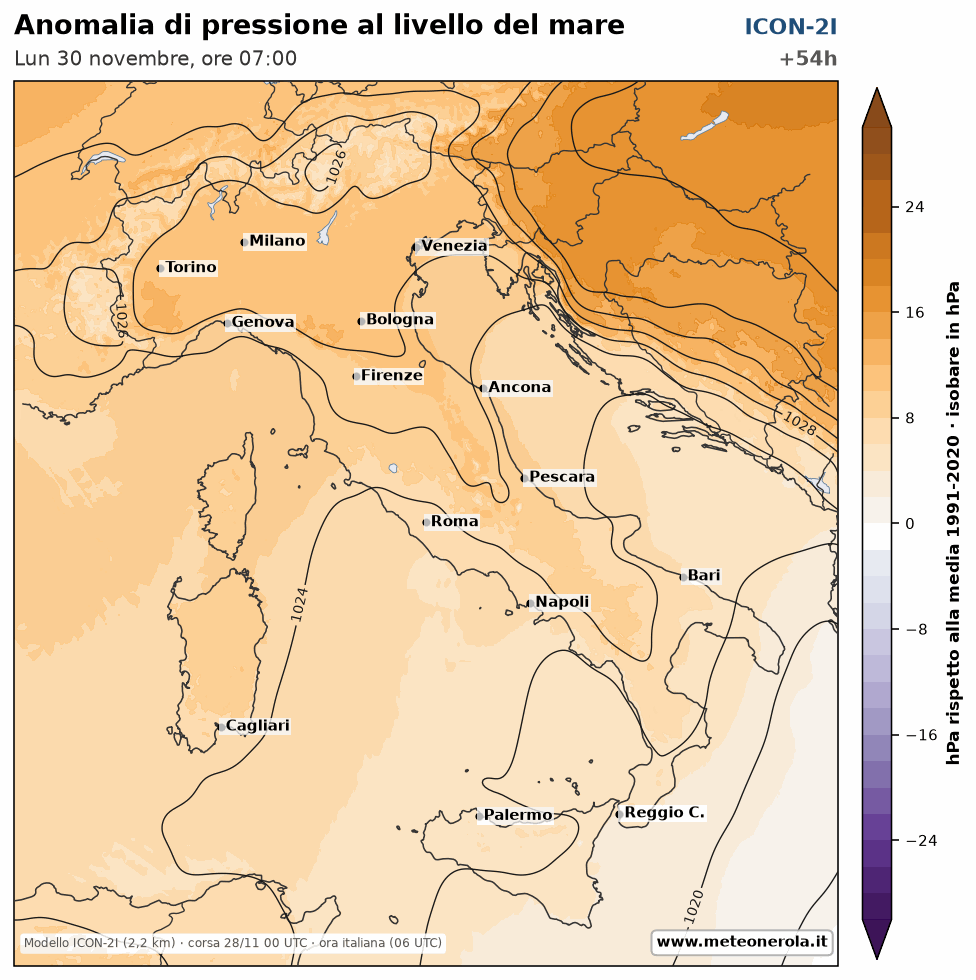 Anomalia di pressione al livello del mare
ICON-2I
Lun 30 novembre, ore 07:00
+54h
1026
Milano
Venezia
Torino
1026
Genova
Bologna
Firenze
Ancona
1028
Pescara
Roma
Bari
1024
Napoli
Cagliari
Palermo
Reggio C.
1020
Modello ICON-2I (2,2 km) · corsa 28/11 00 UTC · ora italiana (06 UTC)
www.meteonerola.it
24
16
8
0
−8
−16
−24
hPa rispetto alla media 1991-2020 · isobare in hPa